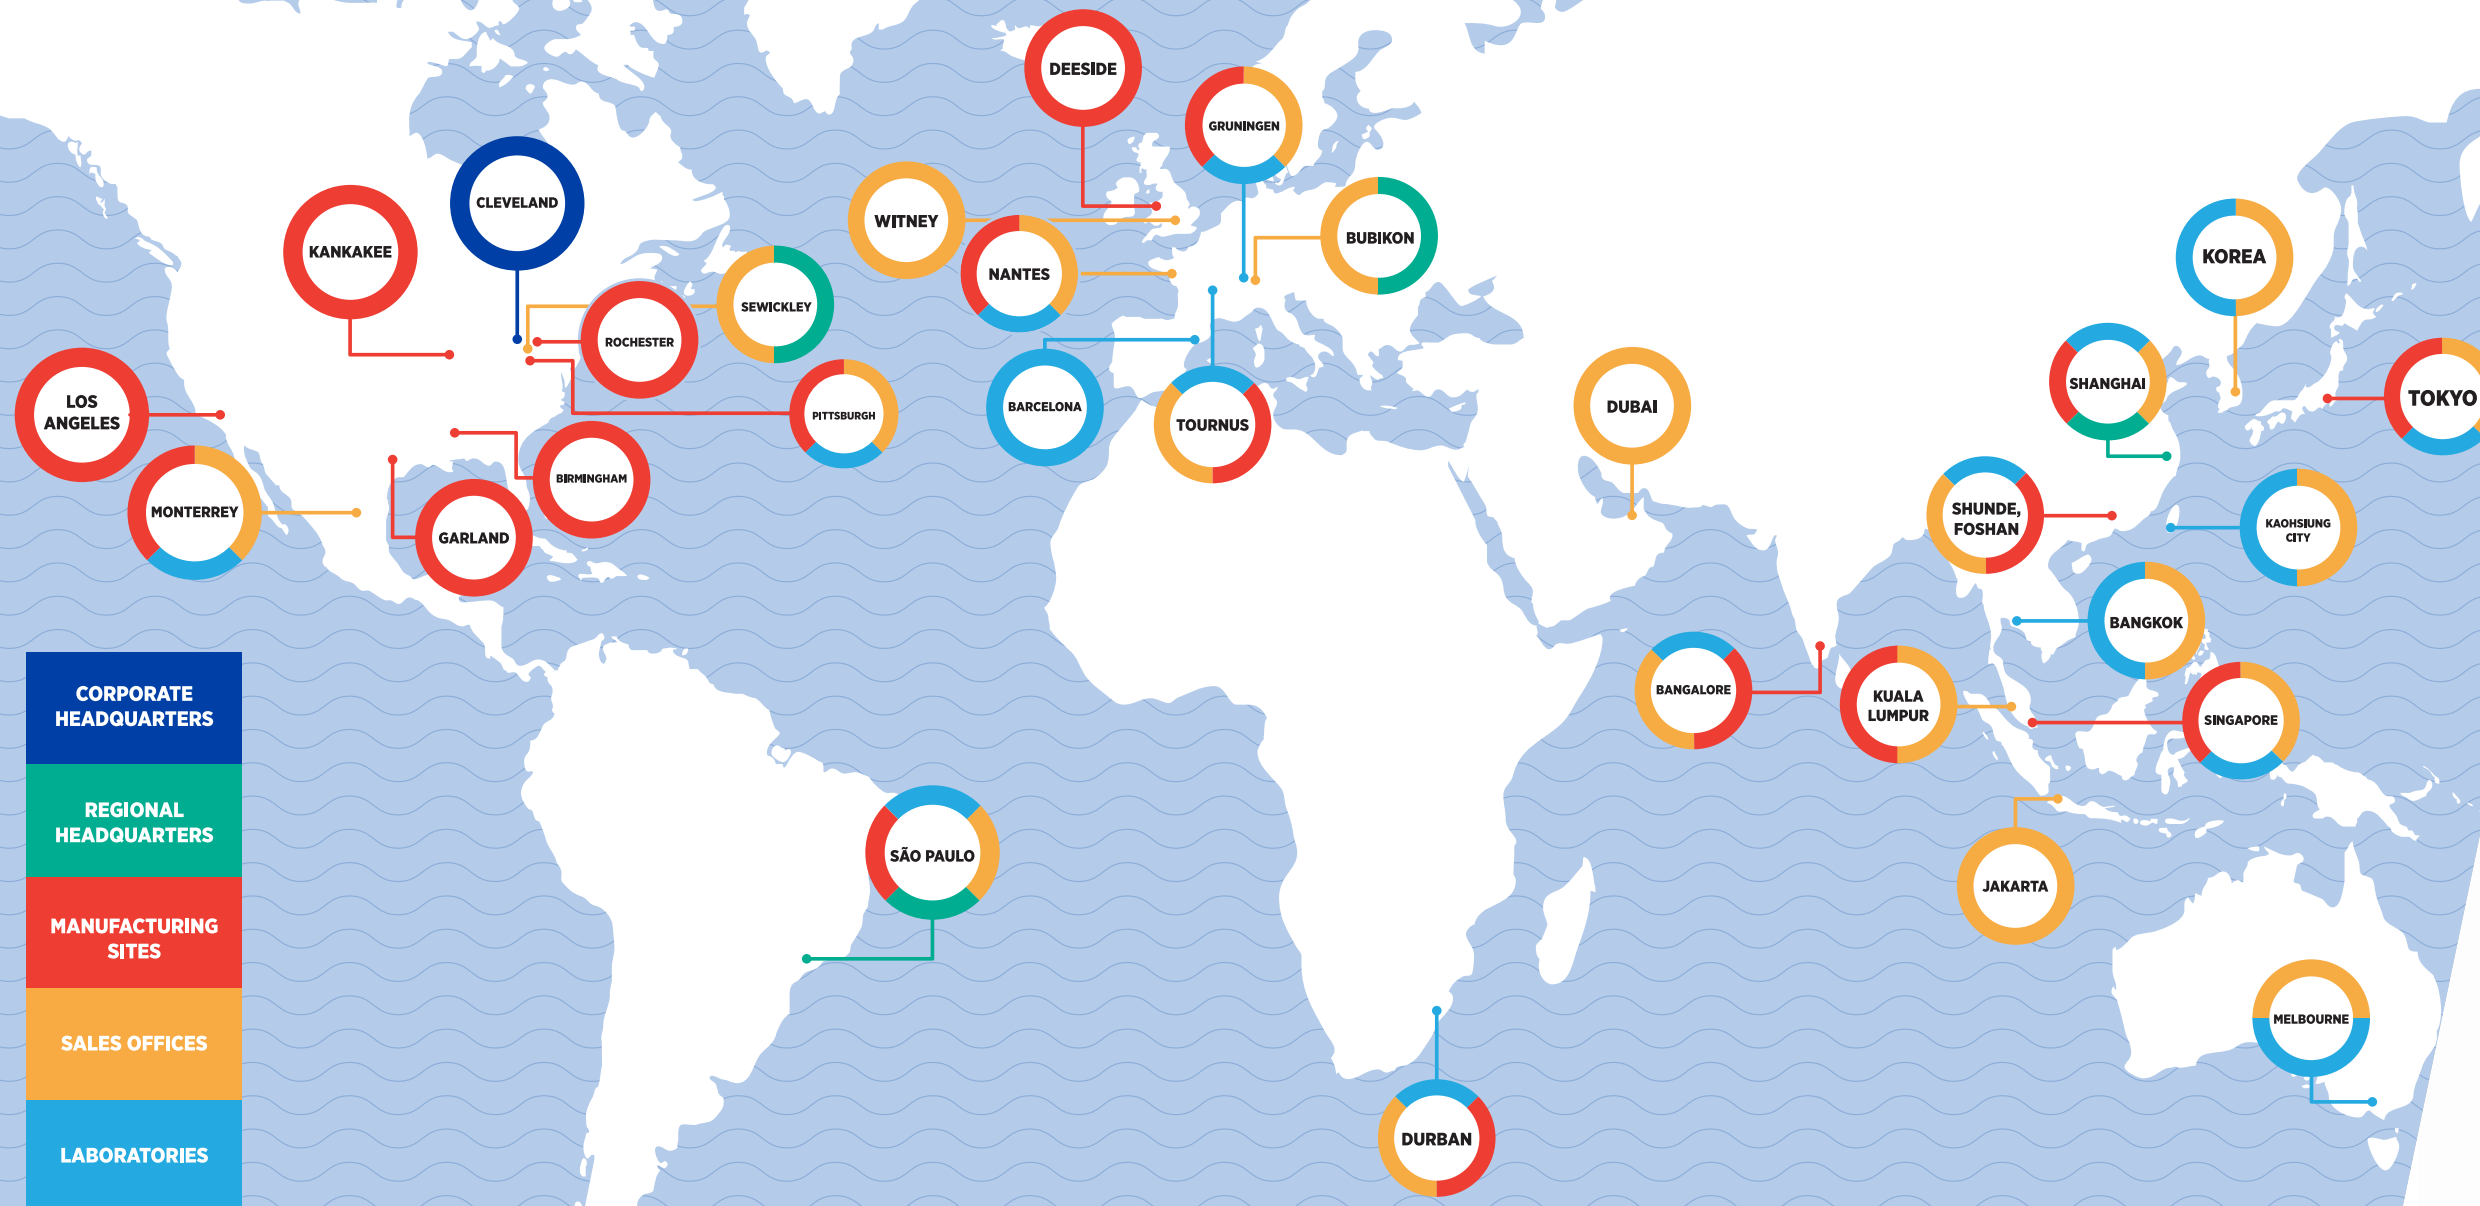 DEESIDE
GRUNINGEN
CLEVELAND
WITNEY
KANKAKEE
NANTES
BUBIKON
KOREA
SEWICKLEY
ROCHESTER
LOS
ANGELES
PITTSBURGH
BARCELONA
TOURNUS
DUBAI
SHANGHAI
TOKYO
BIRMINGHAM
MONTERREY
GARLAND
SHUNDE,
FOSHAN
KAOHSIUNG
CITY
BANGKOK
BANGALORE
KUALA
LUMPUR
SINGAPORE
SÃO PAULO
JAKARTA
MELBOURNE
DURBAN
CORPORATE
HEADQUARTERS
REGIONAL
HEADQUARTERS
MANUFACTURING
SITES
SALES OFFICES
LABORATORIES